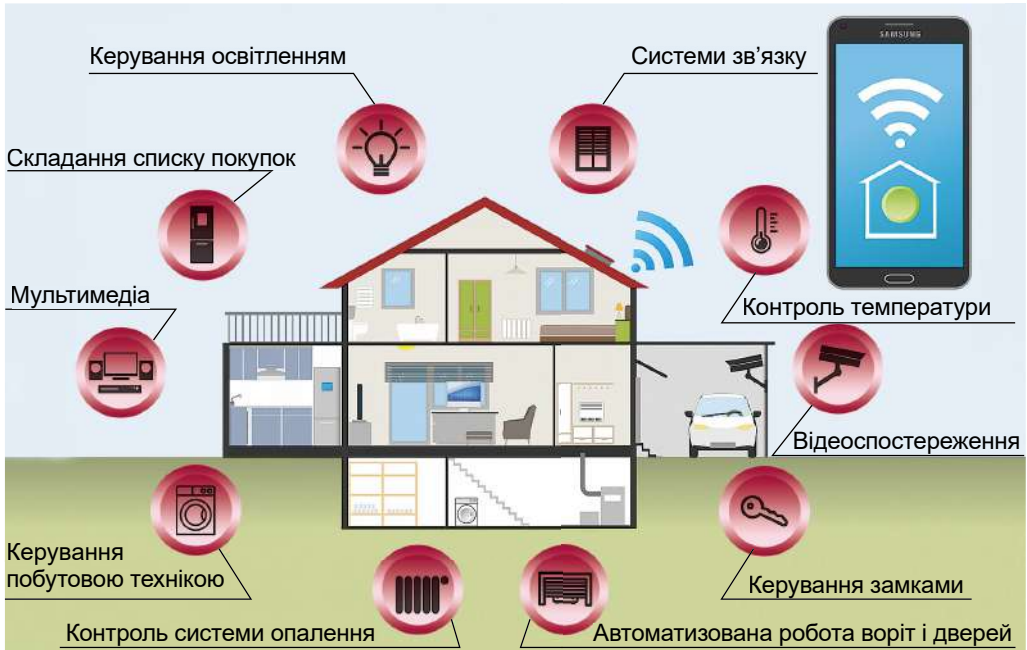 Керування освітленням
Системи зв’язку
SAMSUNG
Складання списку покупок
Мультимедіа
Контроль температури
Відеоспостереження
Керування
побутовою технікою
Керування замками
Контроль системи опалення
Автоматизована робота воріт і дверей